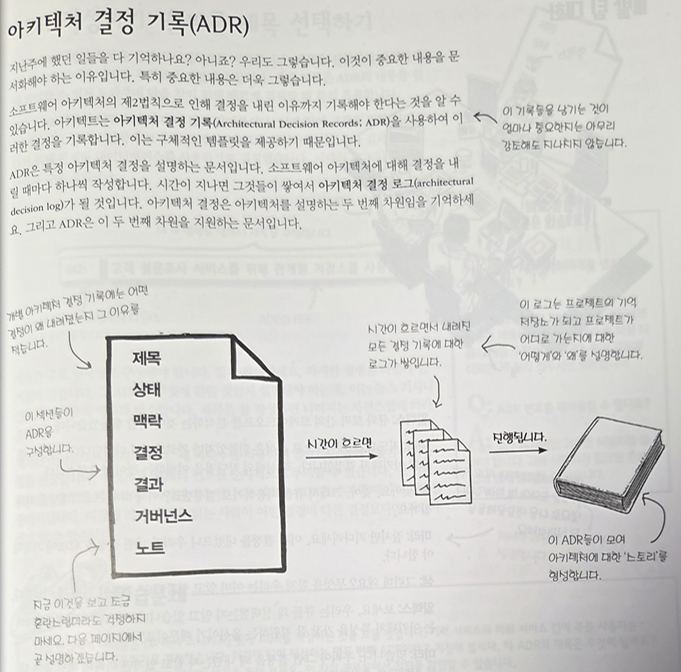 아키텍처 결정 기록(ADR)
지난주에 했던 일들을 다 기억하나요? 아니죠? 우리도 그렇습니다. 이것이 중요한 내용을 문
서화해야 하는 이유입니다. 특히 중요한 내용은 더욱 그렇습니다.
소프트웨어 아키텍처의 제2법칙으로 인해 결정을 내린 이유까지 기록해야 한다는 것을 알 수
있습니다. 아키텍트는 아키텍처 결정 기록(Architectural Decision Records; ADR)을 사용하여 이
러한 결정을 기록합니다. 이는 구체적인 템플릿을 제공하기 때문입니다.
이 기록들을 남기는 것이
얼마나 중요한지는 아무리
강조해도 지나치지 않습니다.
ADR은 특정 아키텍처 결정을 설명하는 문서입니다. 소프트웨어 아키텍처에 대해 결정을 내
릴 때마다 하나씩 작성합니다. 시간이 지나면 그것들이 쌓여서 아키텍처 결정 로그(architectural
decision log)가 될 것입니다. 아키텍처 결정은 아키텍처를 설명하는 두 번째 차원임을 기억하세
요. 그리고 ADR은 이 두 번째 차원을 지원하는 문서입니다.
개별 아키텍처 결정 기록에는 어떤
결정이 왜 내려졌는지 그 이유를
적습니다.
이 섹션들이
ADR을
구성합니다.
제목
상태
맥락
결정
결과
거버넌스
노트
지금 이것을 보고 조금
혼란스럽더라도 걱정하지
마세요. 다음 페이지에서
곧 설명하겠습니다.
시간이 흐르면
시간이 흐르면서 내려진
모든 결정 기록에 대한
로그가 쌓입니다.
이 로그는 프로젝트의 기억
저장소가 되고 프로젝트가
어디로 가는지에 대한
'어떻게'와 '왜'를 설명합니다.
진행됩니다.
이 ADR들이 모여
아키텍처에 대한 '스토리'를
형성합니다.